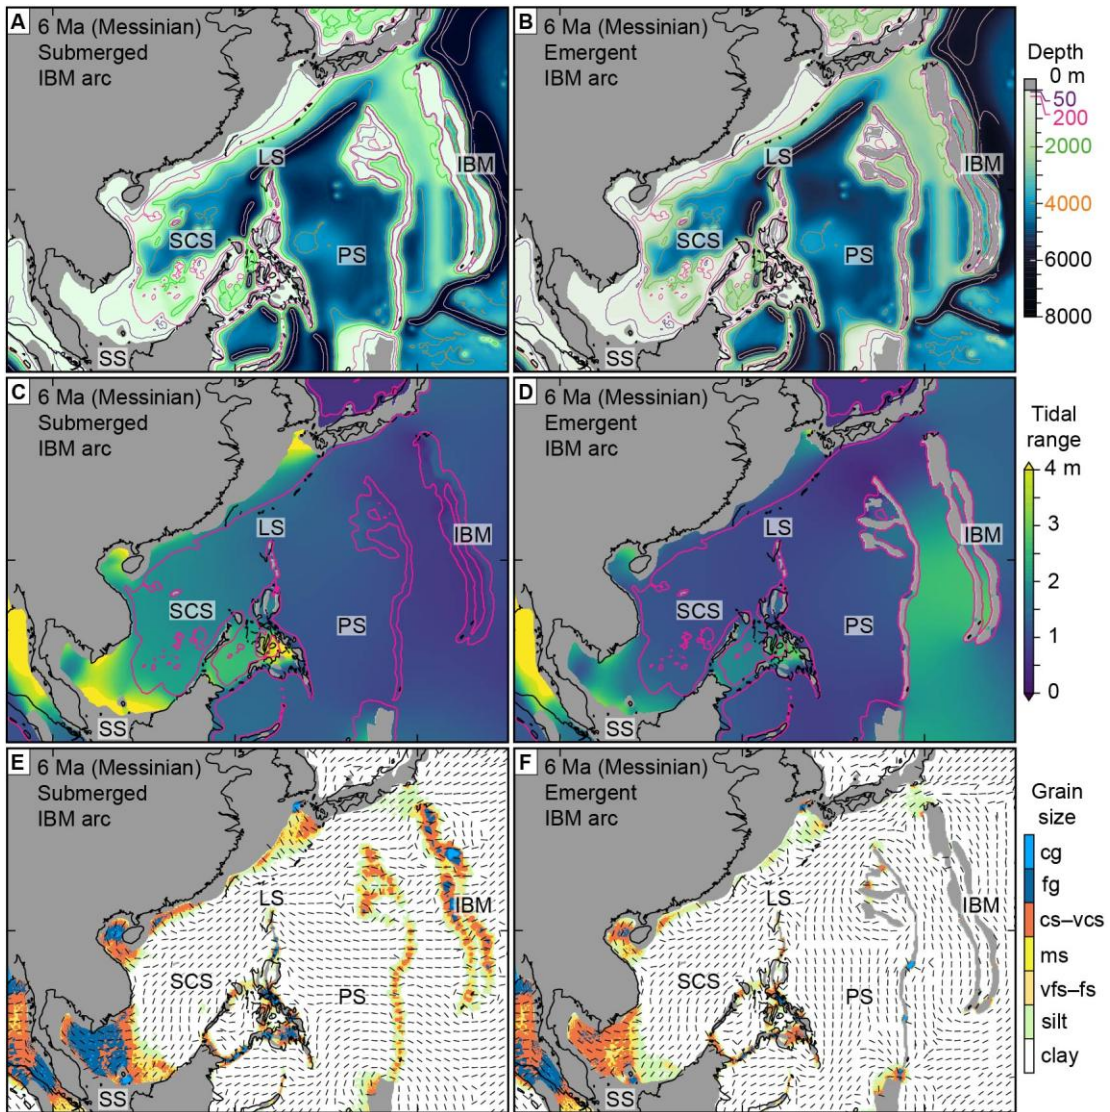 A
6 Ma (Messinian)
Submerged
IBM arc
LS
IBM
SCS
PS
SS
B
6 Ma (Messinian)
Emergent
IBM arc
LS
IBM
SCS
PS
SS
Depth
0 m
50
200
2000
4000
6000
8000
C
6 Ma (Messinian)
Submerged
IBM arc
LS
IBM
SCS
PS
SS
D
6 Ma (Messinian)
Emergent
IBM arc
LS
IBM
SCS
PS
SS
Tidal
range
4 m
3
2
1
0
E
6 Ma (Messinian)
Submerged
IBM arc
LS
IBM
SCS
PS
SS
F
6 Ma (Messinian)
Emergent
IBM arc
LS
IBM
SCS
PS
SS
Grain
size
cg
fg
cs–vcs
ms
vfs–fs
silt
clay